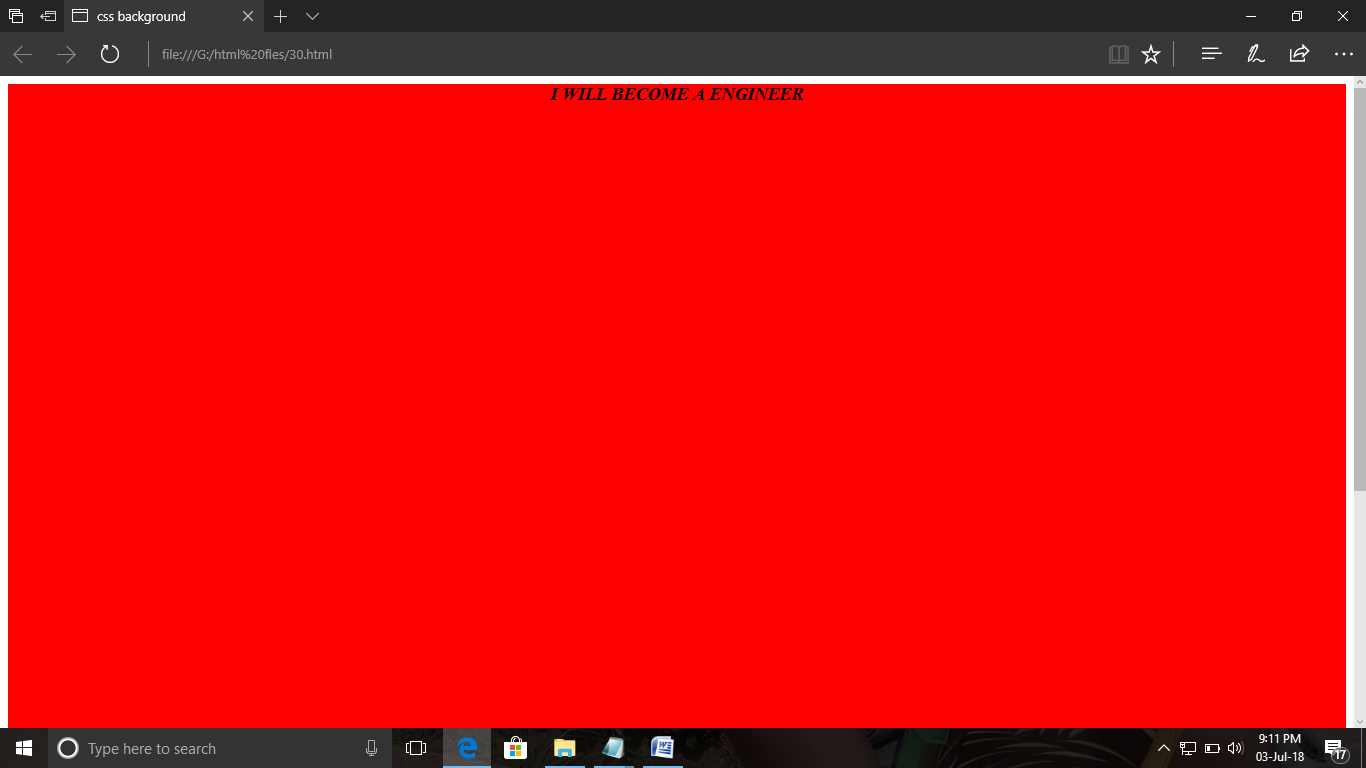 css background
file:///G:/html%20fles/30.html
I WILL BECOME A ENGINEER
Type here to search
9:11 PM
03-Jul-18
17